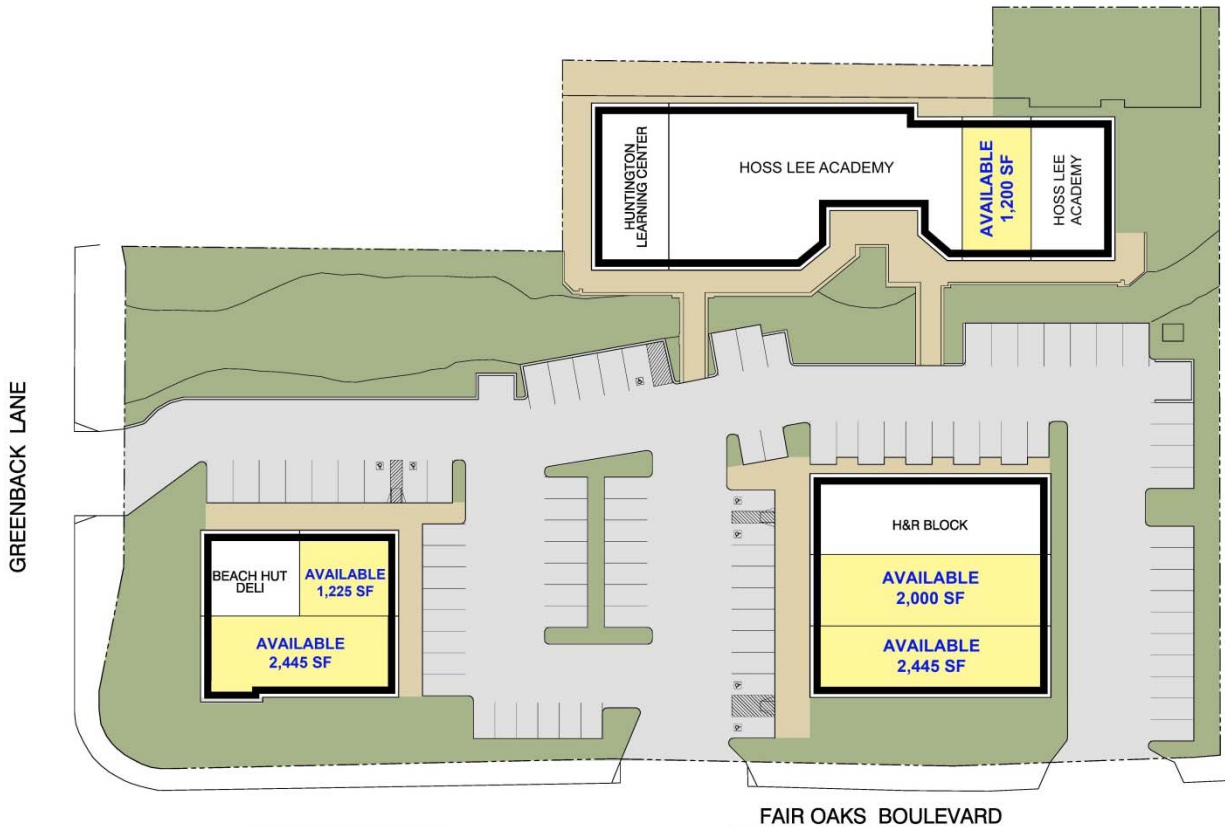 HUNTINGTON
LEARNING CENTER
HOSS LEE ACADEMY
AVAILABLE
1,200 SF
HOSS LEE
ACADEMY
GREENBACK LANE
BEACH HUT
DELI
AVAILABLE
1,225 SF
AVAILABLE
2,445 SF
H&R BLOCK
AVAILABLE
2,000 SF
AVAILABLE
2,445 SF
FAIR OAKS BOULEVARD